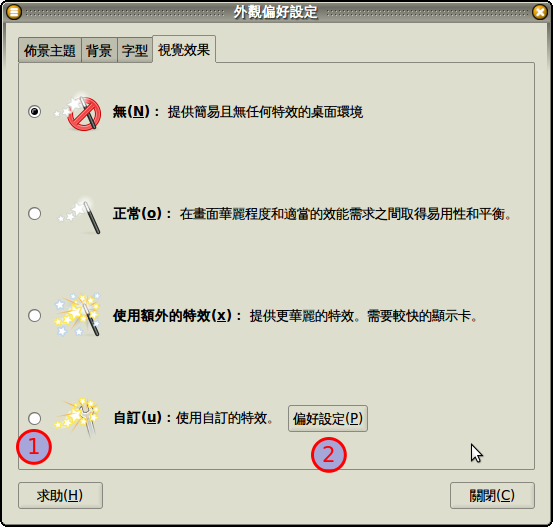 外觀偏好設定
佈景主題 背景 字型 視覺效果
無(N)： 提供簡易且無任何特效的桌面環境
正常(o)： 在畫面華麗程度和適當的效能需求之間取得易用性和平衡。
使用額外的特效(x)： 提供更華麗的特效。需要較快的顯示卡。
自訂(u)：使用自訂的特效。 偏好設定(P)
1 2
求助(H) 關閉(C)